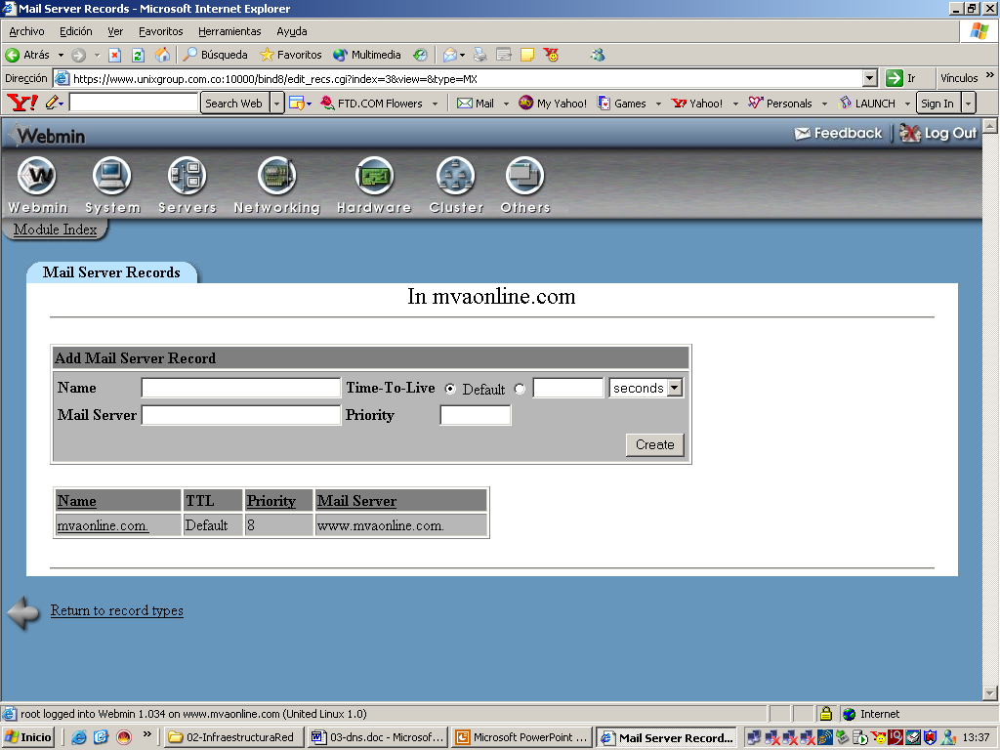 Mail Server Records - Microsoft Internet Explorer
Archivo Edición Ver Favoritos Herramientas Ayuda
Atrás Búsqueda Favoritos Multimedia
Dirección https://www.unixgroup.com.co:10000/bind8/edit_recs.cgi?index=3&view=&type=MX Ir Vínculos »
Y! Search Web FTD.COM Flowers Mail My Yahoo! Games Yahoo! Personals LAUNCH Sign In
Webmin Feedback Log Out
Webmin System Servers Networking Hardware Cluster Others
Module Index
Mail Server Records
In mvaonline.com
Add Mail Server Record
Name Time-To-Live Default seconds
Mail Server Priority
Create
Name TTL Priority Mail Server
mvaonline.com. Default 8 www.mvaonline.com.
Return to record types
root logged into Webmin 1.034 on www.mvaonline.com (United Linux 1.0) Internet
Inicio » 02-InfraestructuraRed 03-dns.doc - Microsof... Microsoft PowerPoint ... Mail Server Record... 13:37